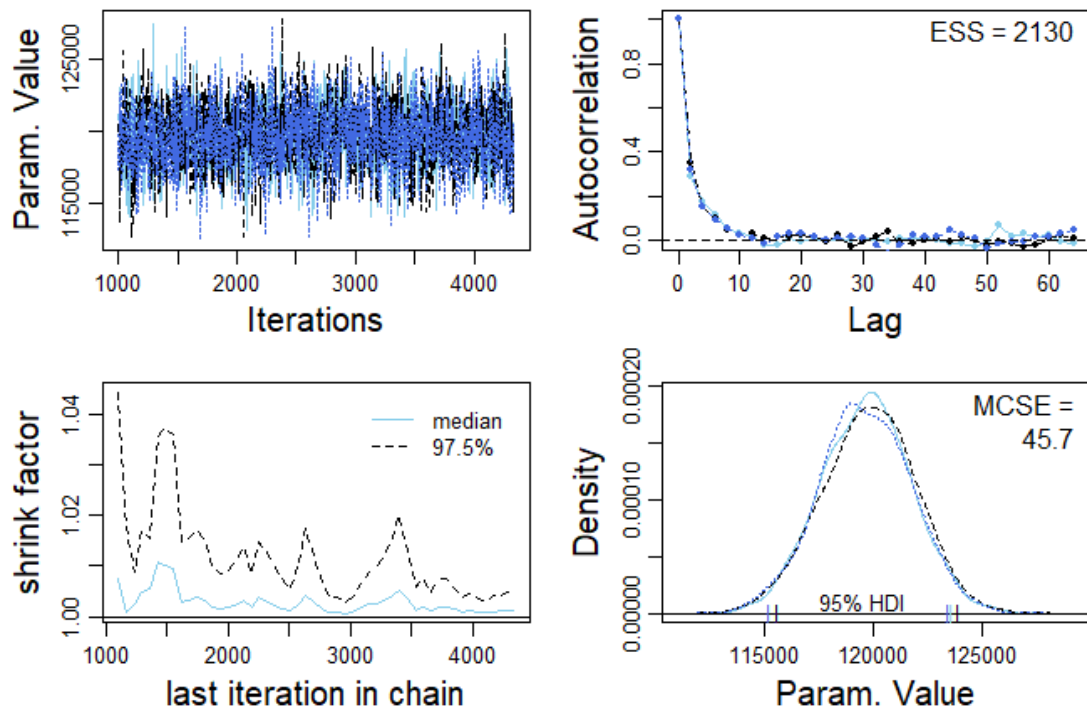 Param. Value
125000
115000
1000
2000
3000
4000
Iterations
Autocorrelation
0.8
0.4
0.0
ESS = 2130
0
10
20
30
40
50
60
Lag
shrink factor
1.04
1.02
1.00
median
97.5%
1000
2000
3000
4000
last iteration in chain
Density
0.00020
0.00010
0.00000
MCSE =
45.7
95% HDI
115000
120000
125000
Param. Value